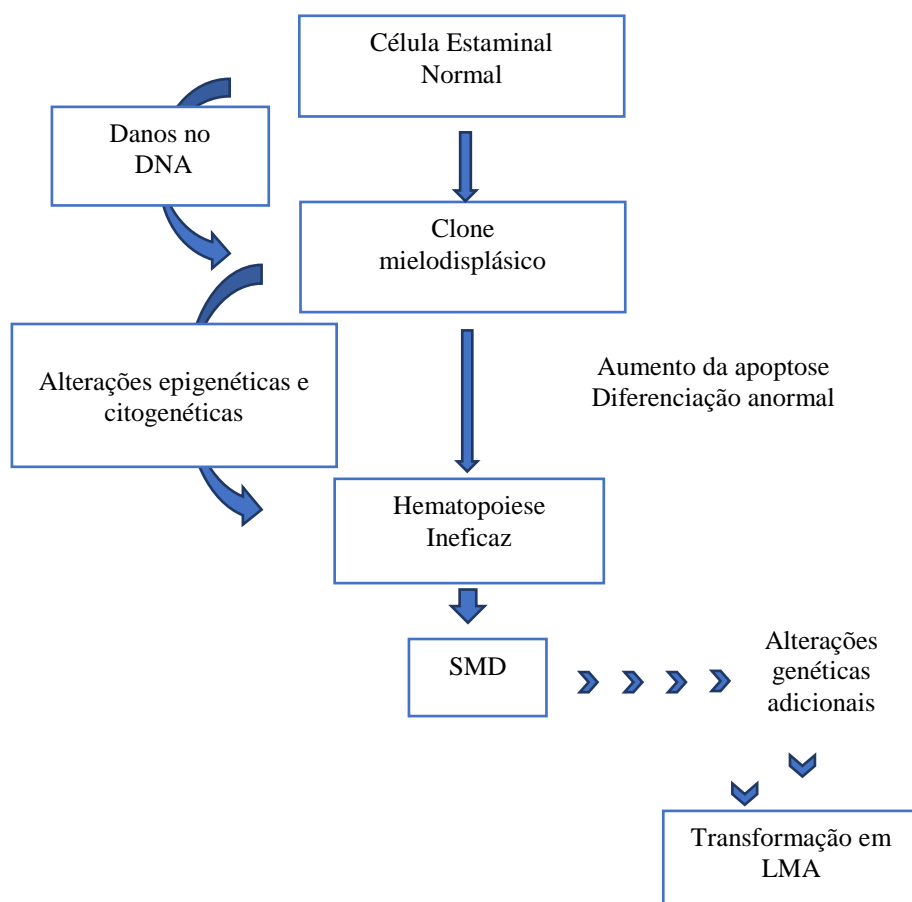 Célula Estaminal
Normal
Danos no
DNA
Clone
mielodisplásico
Alterações epigenéticas e
citogenéticas
Aumento da apoptose
Diferenciação anormal
Hematopoiese
Ineficaz
SMD
Alterações
genéticas
adicionais
Transformação em
LMA